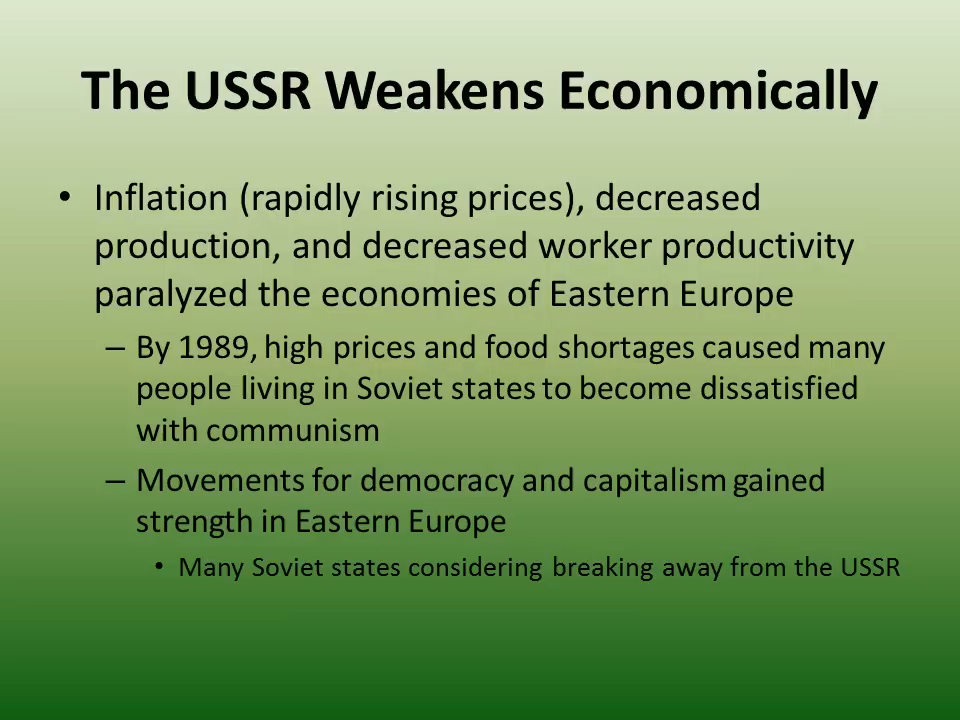 The USSR Weakens Economically
• Inflation (rapidly rising prices), decreased
production, and decreased worker productivity
paralyzed the economies of Eastern Europe
– By 1989, high prices and food shortages caused many
people living in Soviet states to become dissatisfied
with communism
– Movements for democracy and capitalism gained
strength in Eastern Europe
• Many Soviet states considering breaking away from the USSR